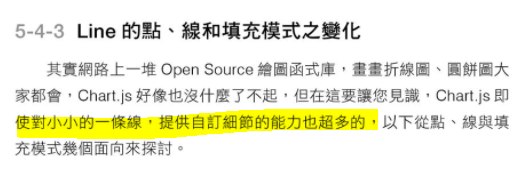 5-4-3 Line 的點、線和填充模式之變化
其實網路上一堆 Open Source 繪圖函式庫，畫畫折線圖、圓餅圖大
家都會，Chart.js 好像也沒什麼了不起，但在這要讓您見識，Chart.js 即
使對小小的一條線，提供自訂細節的能力也超多的，以下從點、線與填
充模式幾個面向來探討。